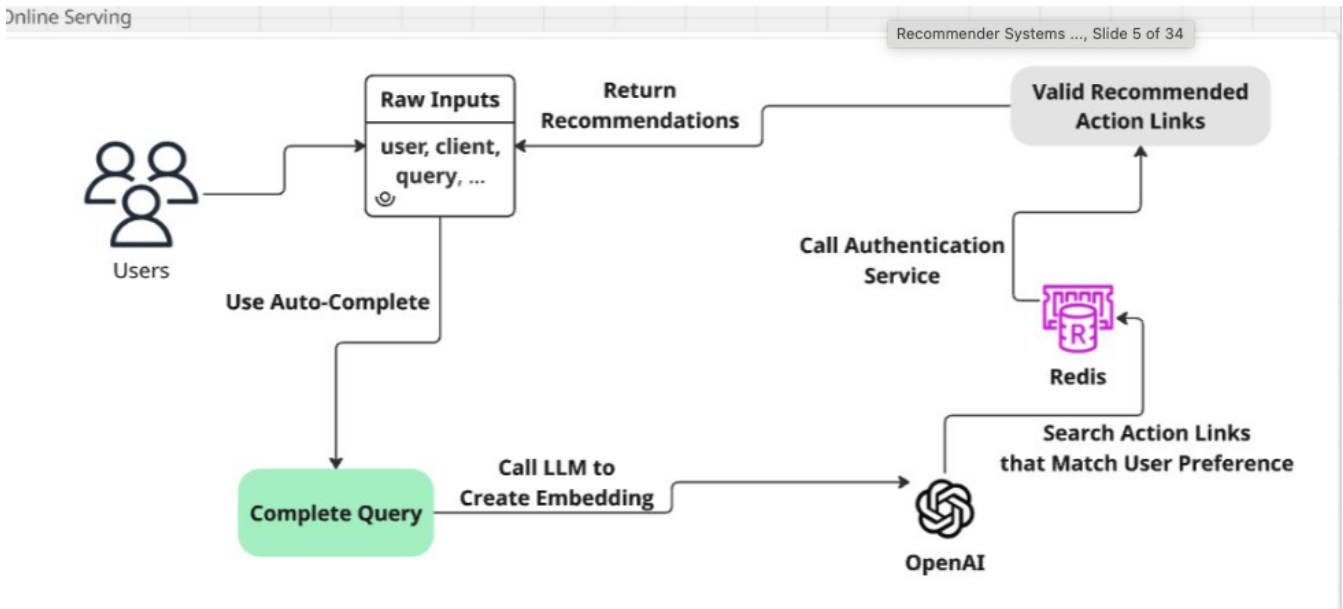 Online Serving
Recommender Systems ..., Slide 5 of 34
Raw Inputs
user, client,
query, ...
Return
Recommendations
Valid Recommended
Action Links
Users
Use Auto-Complete
Call Authentication
Service
R
Redis
Complete Query
Call LLM to
Create Embedding
Search Action Links
that Match User Preference
OpenAI